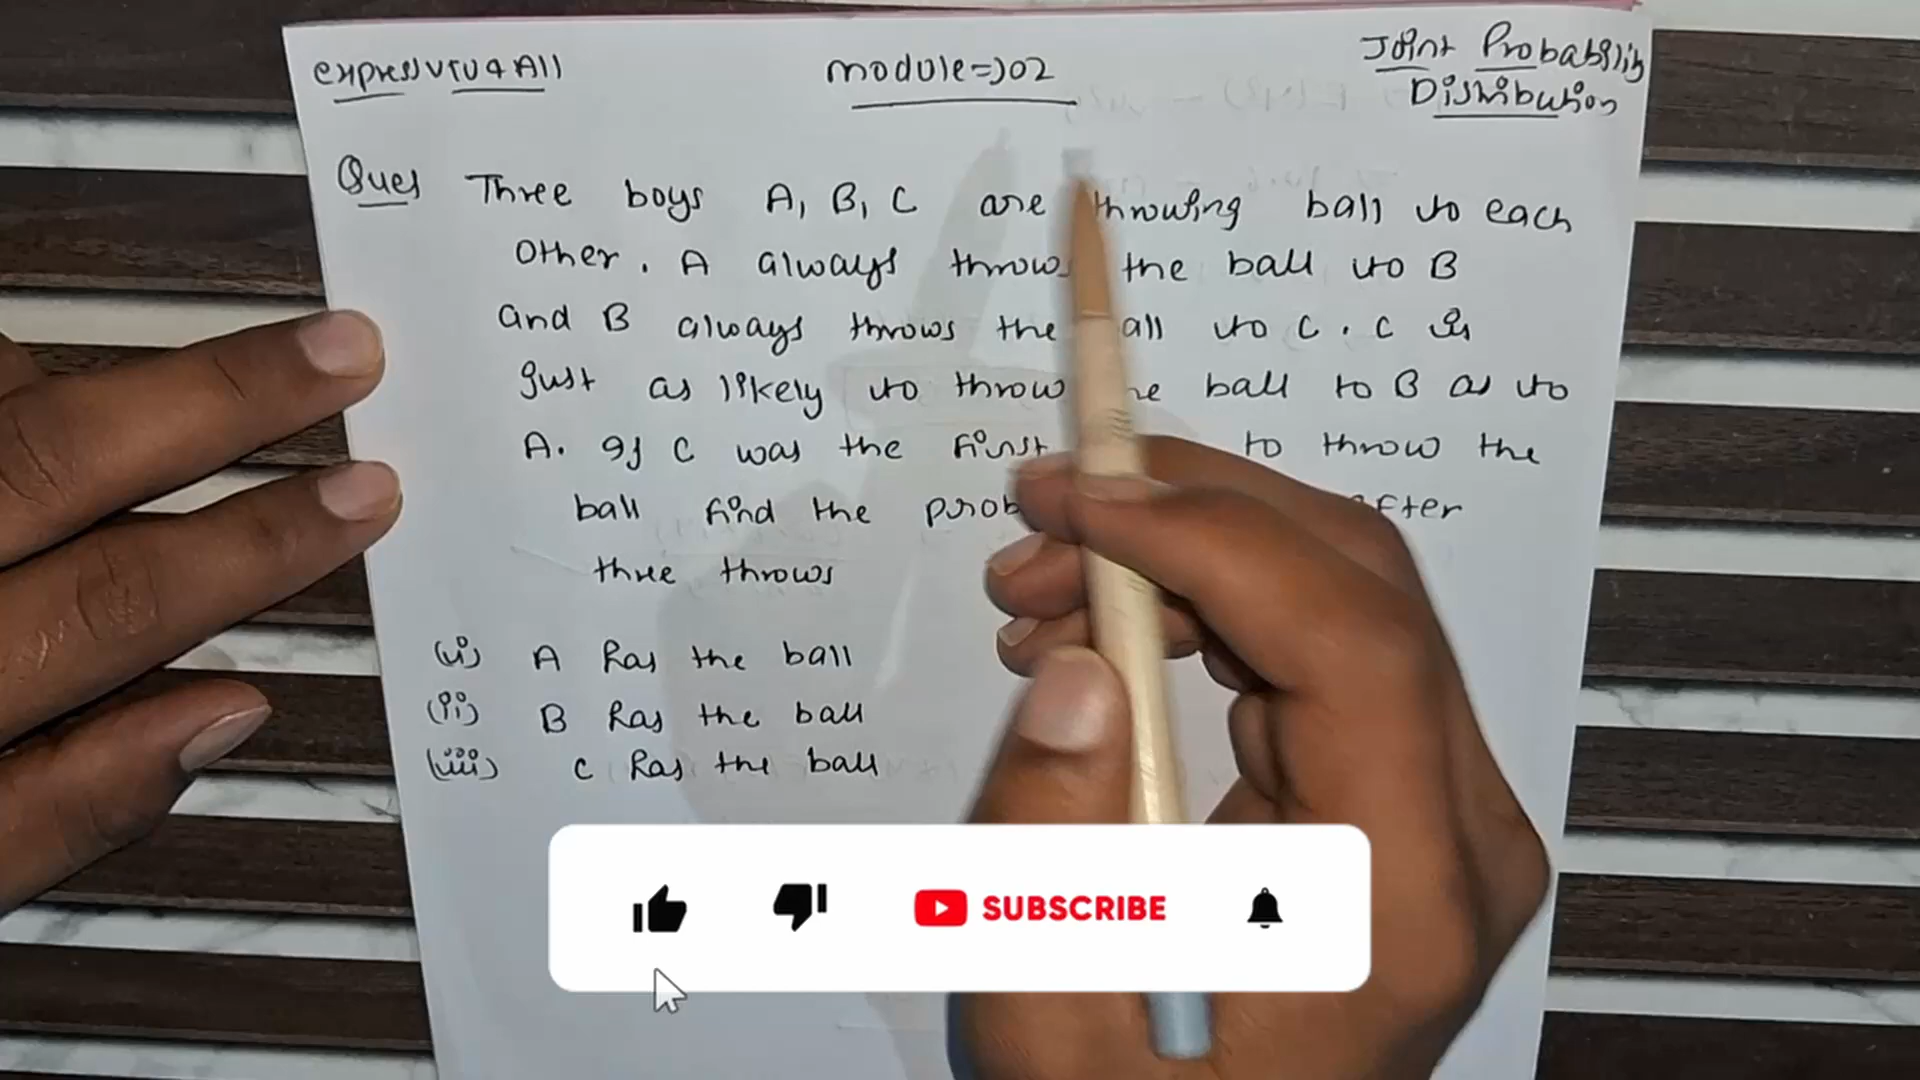 expressVTU4All
module=)02
Joint Probability
Distribution
Ques Three boys A, B, C are throwing ball to each
other. A always throws the ball to B
and B always throws the ball to C. C is
just as likely to throw the ball to B as to
A. If C was the first to throw the
ball find the after
three throws
(i) A has the ball
(ii) B has the ball
(iii) C has the ball
SUBSCRIBE